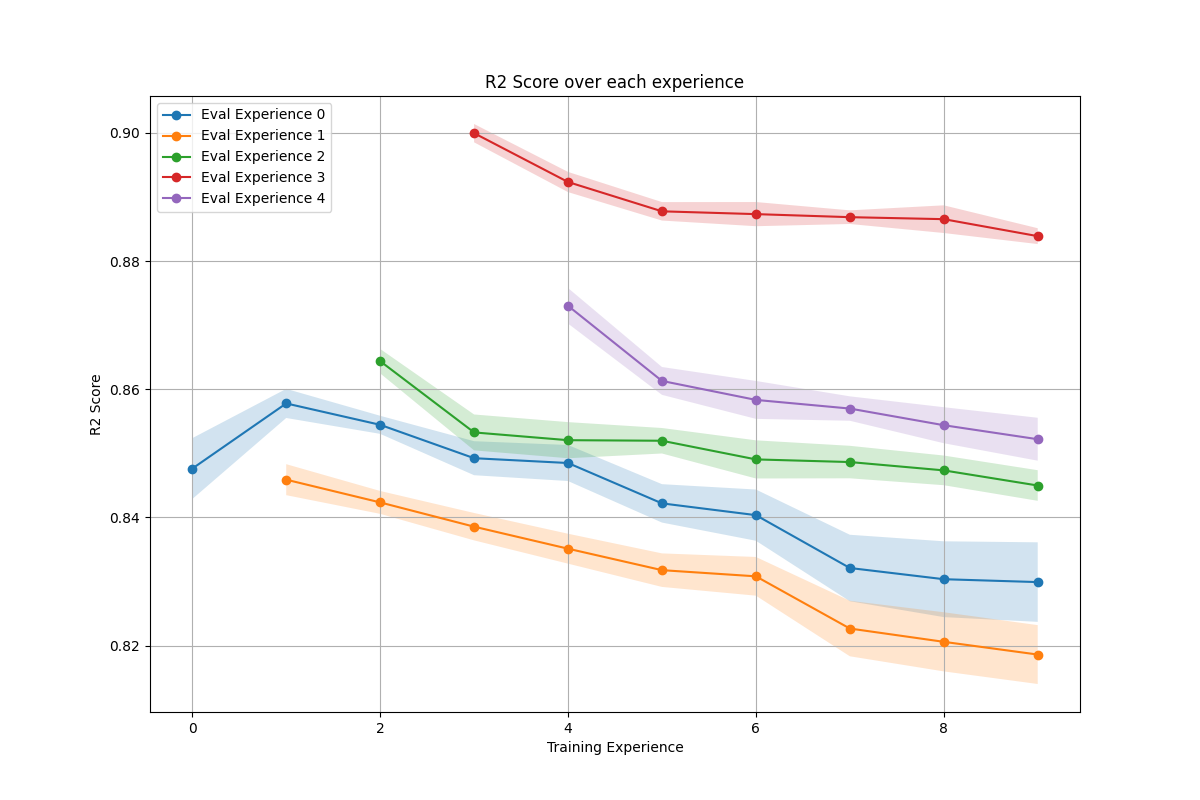 R2 Score over each experience
Eval Experience 0
Eval Experience 1
Eval Experience 2
Eval Experience 3
Eval Experience 4
0.90
0.88
0.86
0.84
0.82
R2 Score
0 2 4 6 8
Training Experience